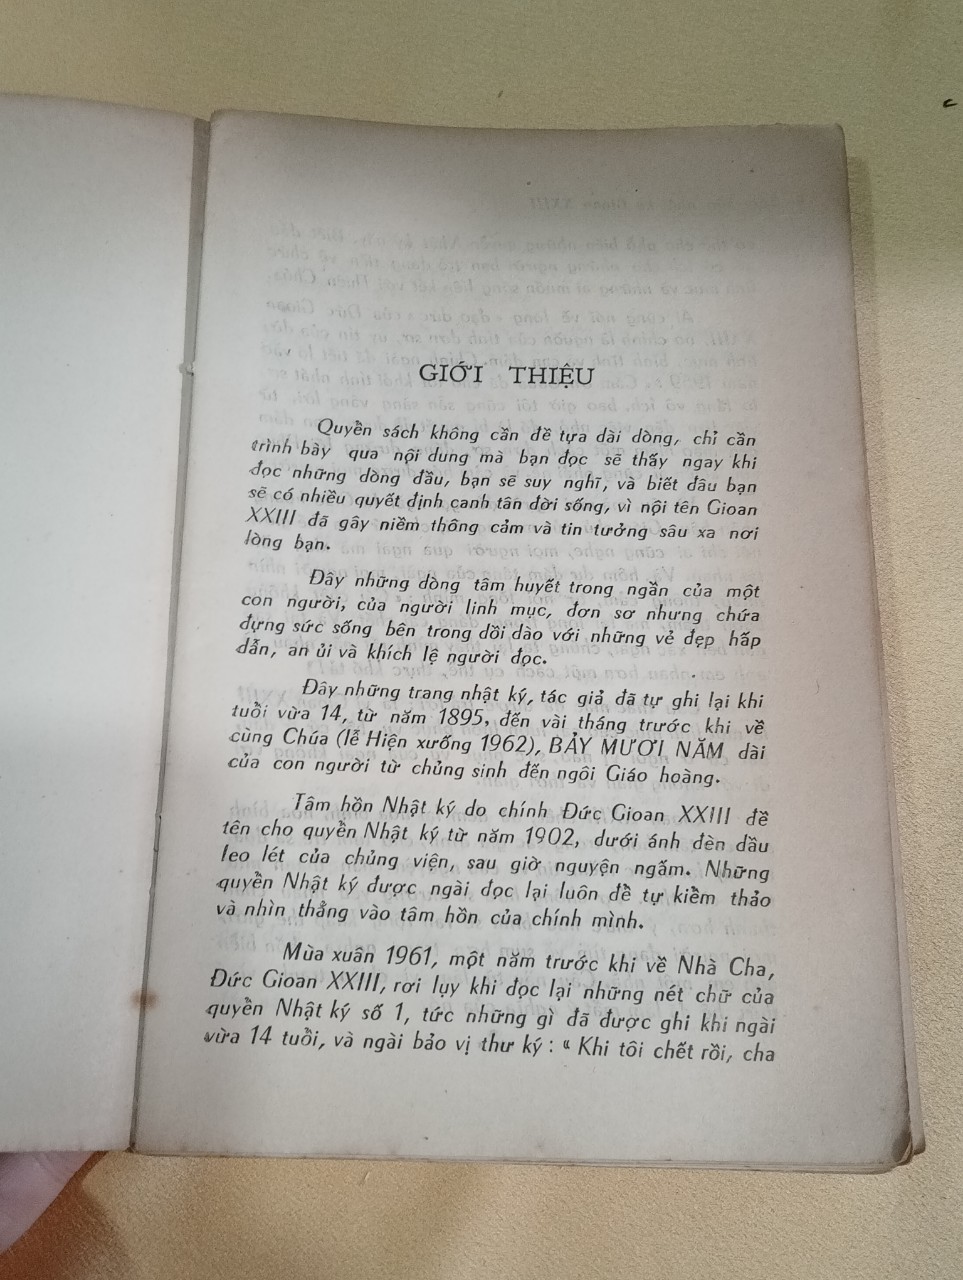 GIỚI THIỆU
Quyền sách không cần đề tựa dài dòng, chỉ cần
trình bày qua nội dung mà bạn đọc sẽ thấy ngay khi
đọc những dòng đầu, bạn sẽ suy nghĩ, và biết đâu bạn
sẽ có nhiều quyết định canh tân đời sống, vì nội tên Gioan
XXIII đã gây niềm thông cảm và tin tưởng sâu xa nơi
lòng bạn.
Đây những dòng tâm huyết trong ngần của một
con người, của người linh mục, đơn sơ nhưng chứa
đựng sức sống bên trong dồi dào với những vẻ đẹp hấp
dẫn, an ủi và khích lệ người đọc.
Đây những trang nhật ký, tác giả đã tự ghi lại khi
tuổi vừa 14, từ năm 1895, đến vài tháng trước khi về
cùng Chúa (lễ Hiện xuống 1962), BẢY MƯƠI NĂM dài
của con người từ chủng sinh đến ngôi Giáo hoàng.
Tâm hồn Nhật ký do chính Đức Gioan XXIII đề
tên cho quyển Nhật ký từ năm 1902, dưới ánh đèn dầu
leo lét của chủng viện, sau giờ nguyện ngắm. Những
quyển Nhật ký được ngài đọc lại luôn để tự kiểm thảo
và nhìn thẳng vào tâm hồn của chính mình.
Mùa xuân 1961, một năm trước khi về Nhà Cha,
Đức Gioan XXIII, rơi lụy khi đọc lại những nét chữ của
quyển Nhật ký số 1, tức những gì đã được ghi khi ngài
vừa 14 tuổi, và ngài bảo vị thư ký : « Khi tôi chết rồi, cha